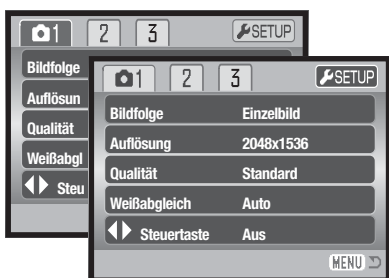 1 2 3 SETUP
Bildfolge
Auflösun
Qualität
Weißabgl
Steu
1 2 3 SETUP
Bildfolge Einzelbild
Auflösung 2048x1536
Qualität Standard
Weißabgleich Auto
Steuertaste Aus
MENU